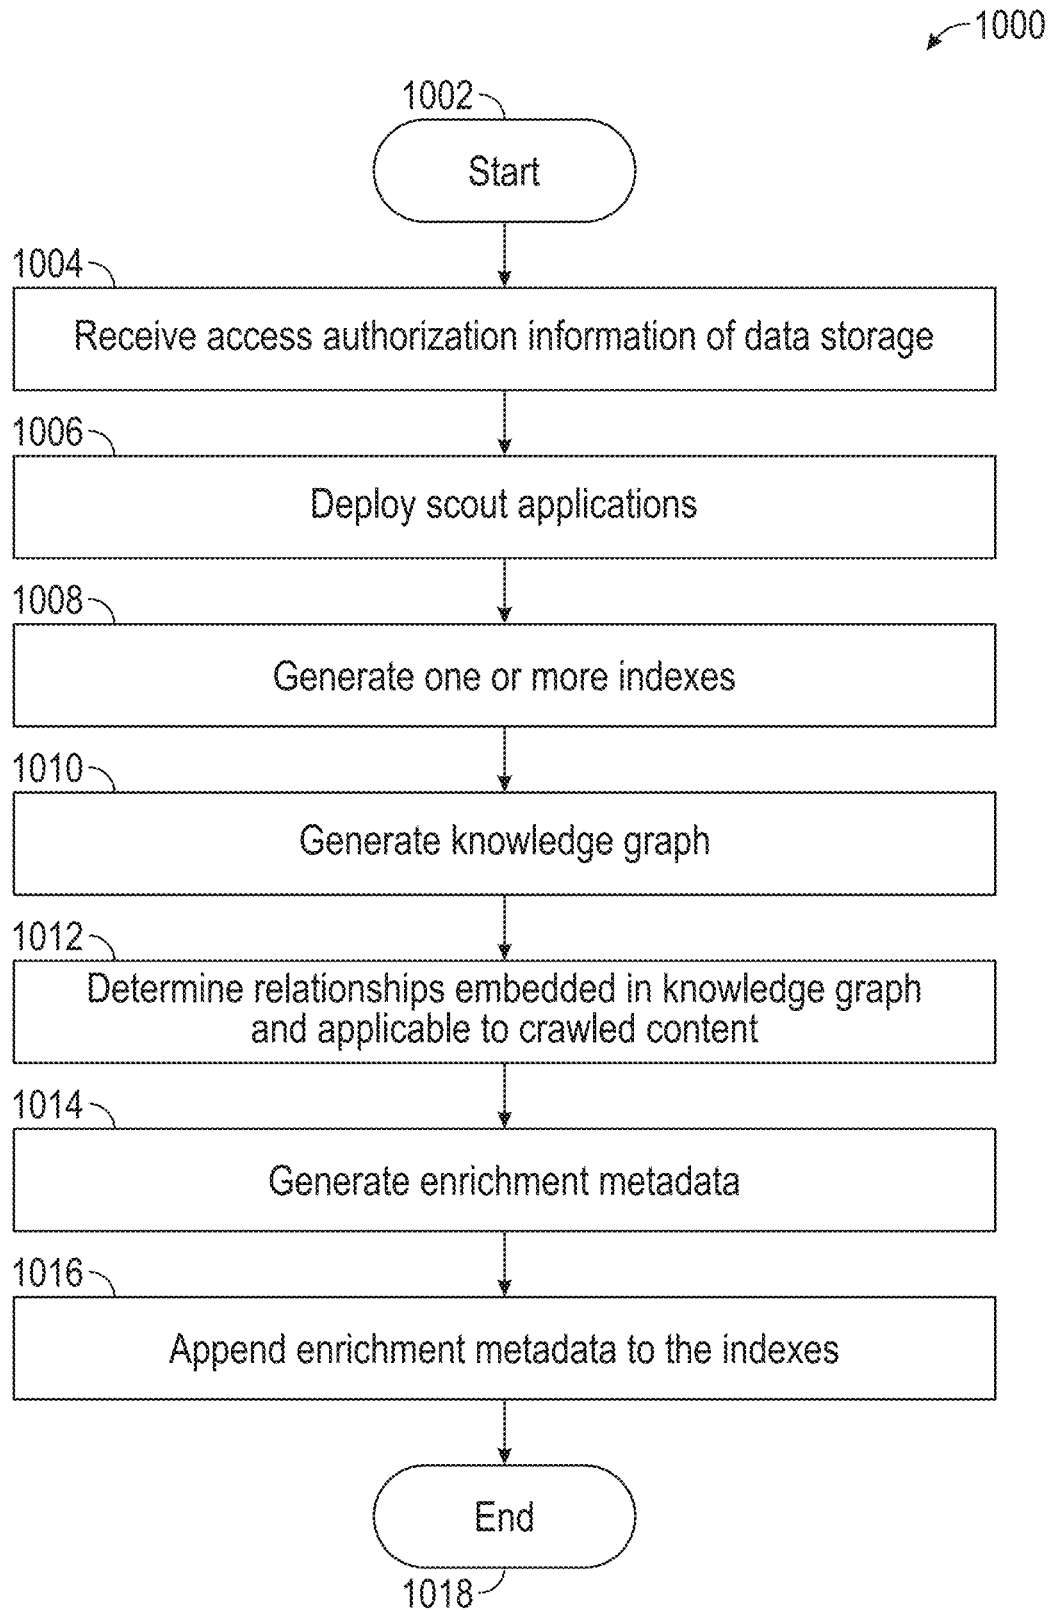 1000
1002
Start
1004
Receive access authorization information of data storage
1006
Deploy scout applications
1008
Generate one or more indexes
1010
Generate knowledge graph
1012
Determine relationships embedded in knowledge graph
and applicable to crawled content
1014
Generate enrichment metadata
1016
Append enrichment metadata to the indexes
End
1018